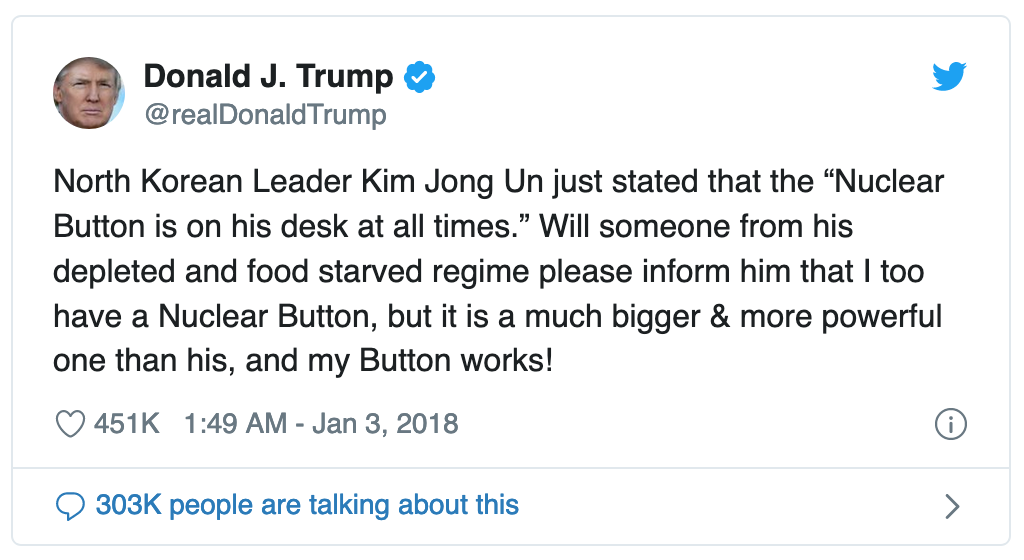 Donald J. Trump
@realDonaldTrump
North Korean Leader Kim Jong Un just stated that the “Nuclear
Button is on his desk at all times.” Will someone from his
depleted and food starved regime please inform him that I too
have a Nuclear Button, but it is a much bigger & more powerful
one than his, and my Button works!
451K 1:49 AM - Jan 3, 2018
303K people are talking about this